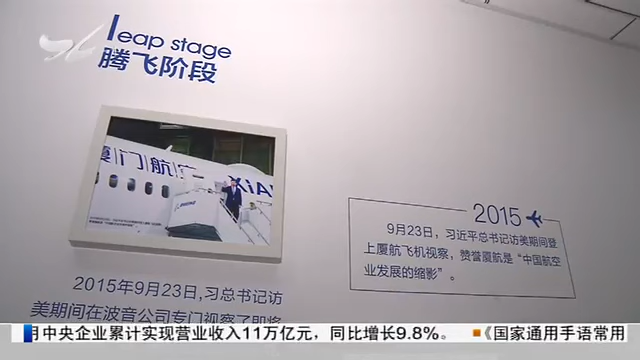 leap stage
腾飞阶段
厦门航空 XiA
BOEING
2015
9月23日，习近平总书记访美期间登
上厦航飞机视察，赞誉厦航是“中国航空
业发展的缩影”。
2015年9月23日,习总书记访
美期间在波音公司专门视察了即将
月中央企业累计实现营业收入11万亿元，同比增长9.8%。 ■《国家通用手语常用